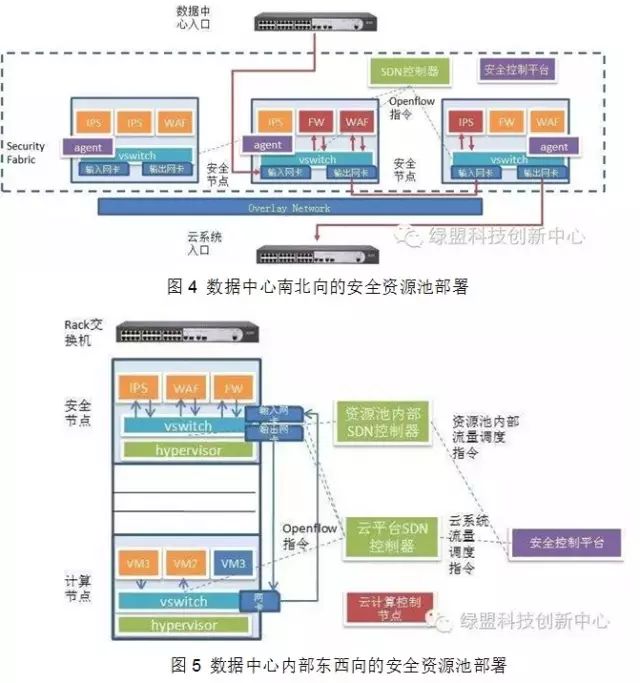 数据中
心入口
SDN控制器
安全控制平台
Openflow
指令
IPS
IPS
WAF
IPS
FW
WAF
IPS
FW
WAF
Security
Fabric
agent
agent
agent
vswitch
vswitch
vswitch
输入网卡
输出网卡
安全
节点
输入网卡
输出网卡
安全
节点
输入网卡
输出网卡
Overlay Network
云系统
入口
绿盟科技创新中心
图 4 数据中心南北向的安全资源池部署
Rack交
换机
IPS
WAF
FW
安全
节点
输入网
卡
输出网
卡
vswitch
hypervisor
资源池内部
SDN控制器
资源池内部
流量调度
指令
Openflow
指令
云平台SDN
控制器
云系统
流量
调度
指令
安全控制平台
VM3
VM2
VM3
计算
节点
vswitch
网
卡
hypervisor
云计算控制
节点
绿盟科技创新中心
图 5 数据中心内部东西向的安全资源池部署